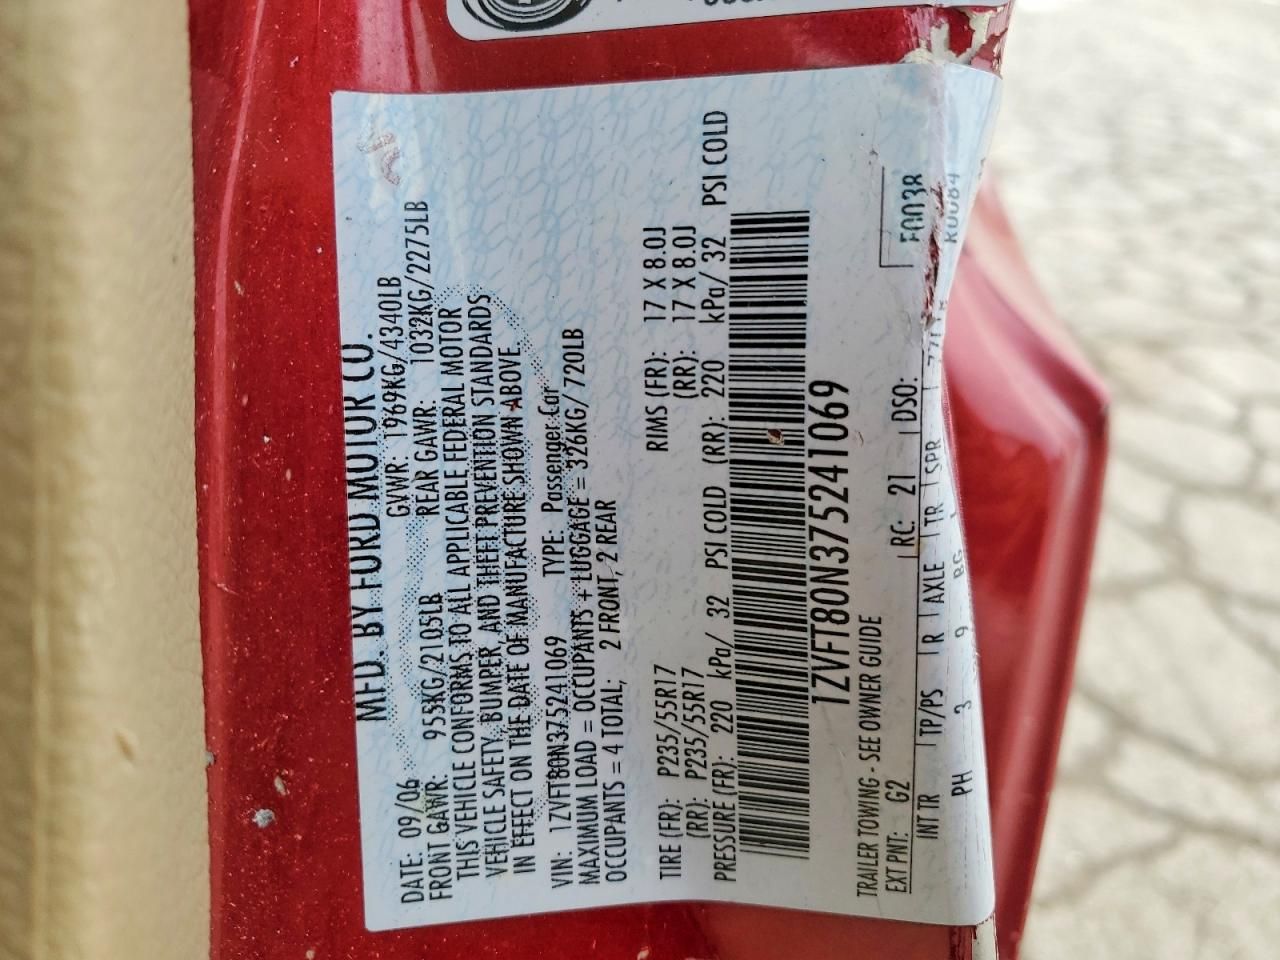 MFD. BY FORD MOTOR CO.
DATE: 09/06 GVWR: 1969KG/4340LB
FRONT GAWR: 955KG/2105LB REAR GAWR: 1032KG/2275LB
THIS VEHICLE CONFORMS TO ALL APPLICABLE FEDERAL MOTOR
VEHICLE SAFETY, BUMPER, AND THEFT PREVENTION STANDARDS
IN EFFECT ON THE DATE OF MANUFACTURE SHOWN ABOVE.
VIN: 1ZVFT80N375241069 TYPE: Passenger Car
MAXIMUM LOAD = OCCUPANTS + LUGGAGE = 326KG/720LB
OCCUPANTS = 4 TOTAL; 2 FRONT, 2 REAR
TIRE (FR): P235/55R17 RIMS (FR): 17 X 8.0J
(RR): P235/55R17 (RR): 17 X 8.0J
PRESSURE (FR): 220 kPa/ 32 PSI COLD (RR): 220 kPa/ 32 PSI COLD
1ZVFT80N375241069
TRAILER TOWING - SEE OWNER GUIDE
EXT PNT: G2 RC: 21 DSO: F0038
INT TR TP/PS R AXLE TR SPR R0084
PH 3 9 BG